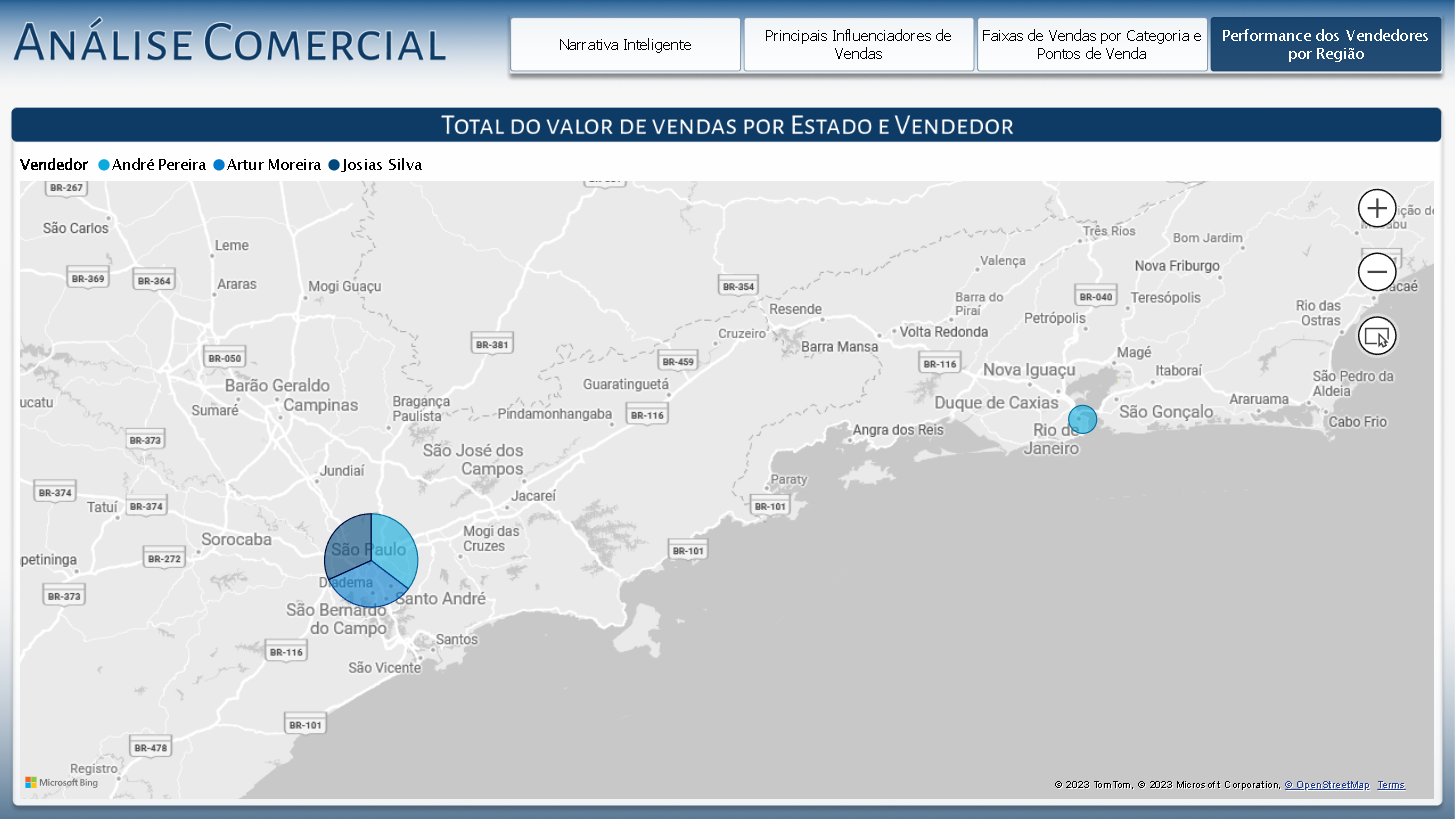 Análise Comercial
Narrativa Inteligente
Principais Influenciadores de
Vendas
Faixas de Vendas por Categoria e
Pontos de Venda
Performance dos Vendedores
por Região
Total do valor de vendas por Estado e Vendedor
Vendedor André Pereira Artur Moreira Josias Silva
BR-267
São Carlos
Leme
BR-369
BR-364
Araras
Mogi Guaçu
BR-354
Três Rios
Bom Jardim
Valença
Nova Friburgo
BR-040
Barra do
Piraí
Teresópolis
Rio das
Ostras
Resende
Petrópolis
Cruzeiro
Volta Redonda
Barra Mansa
BR-381
BR-050
BR-459
BR-116
Magé
Nova Iguaçu
Itaboraí
São Pedro da
Aldeia
Barão Geraldo
Campinas
Guaratinguetá
Sumaré
Bragança
Paulista
Pindamonhangaba
BR-116
Duque de Caxias
São Gonçalo
Araruama
Cabo Frio
Rio de
Janeiro
Angra dos Reis
BR-373
São José dos
Campos
Jundiaí
Paraty
BR-374
Tatuí
BR-374
Jacareí
BR-101
Sorocaba
Mogi das
Cruzes
São Paulo
BR-101
petininga
BR-272
Diadema
BR-373
Santo André
São Bernardo
do Campo
Santos
BR-116
São Vicente
BR-101
BR-478
Registro
Microsoft Bing
© 2023 TomTom, © 2023 Microsoft Corporation, © OpenStreetMap Terms